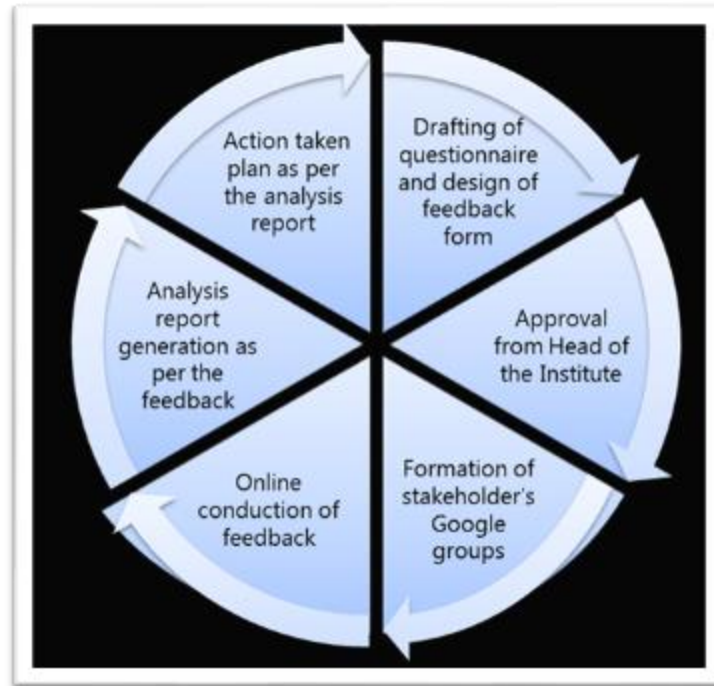 Drafting of
questionnaire
and design of
feedback
form
Approval
from Head of
the Institute
Formation of
stakeholder's
Google
groups
Online
conduction of
feedback
Analysis
report
generation as
per the
feedback
Action taken
plan as per
the analysis
report